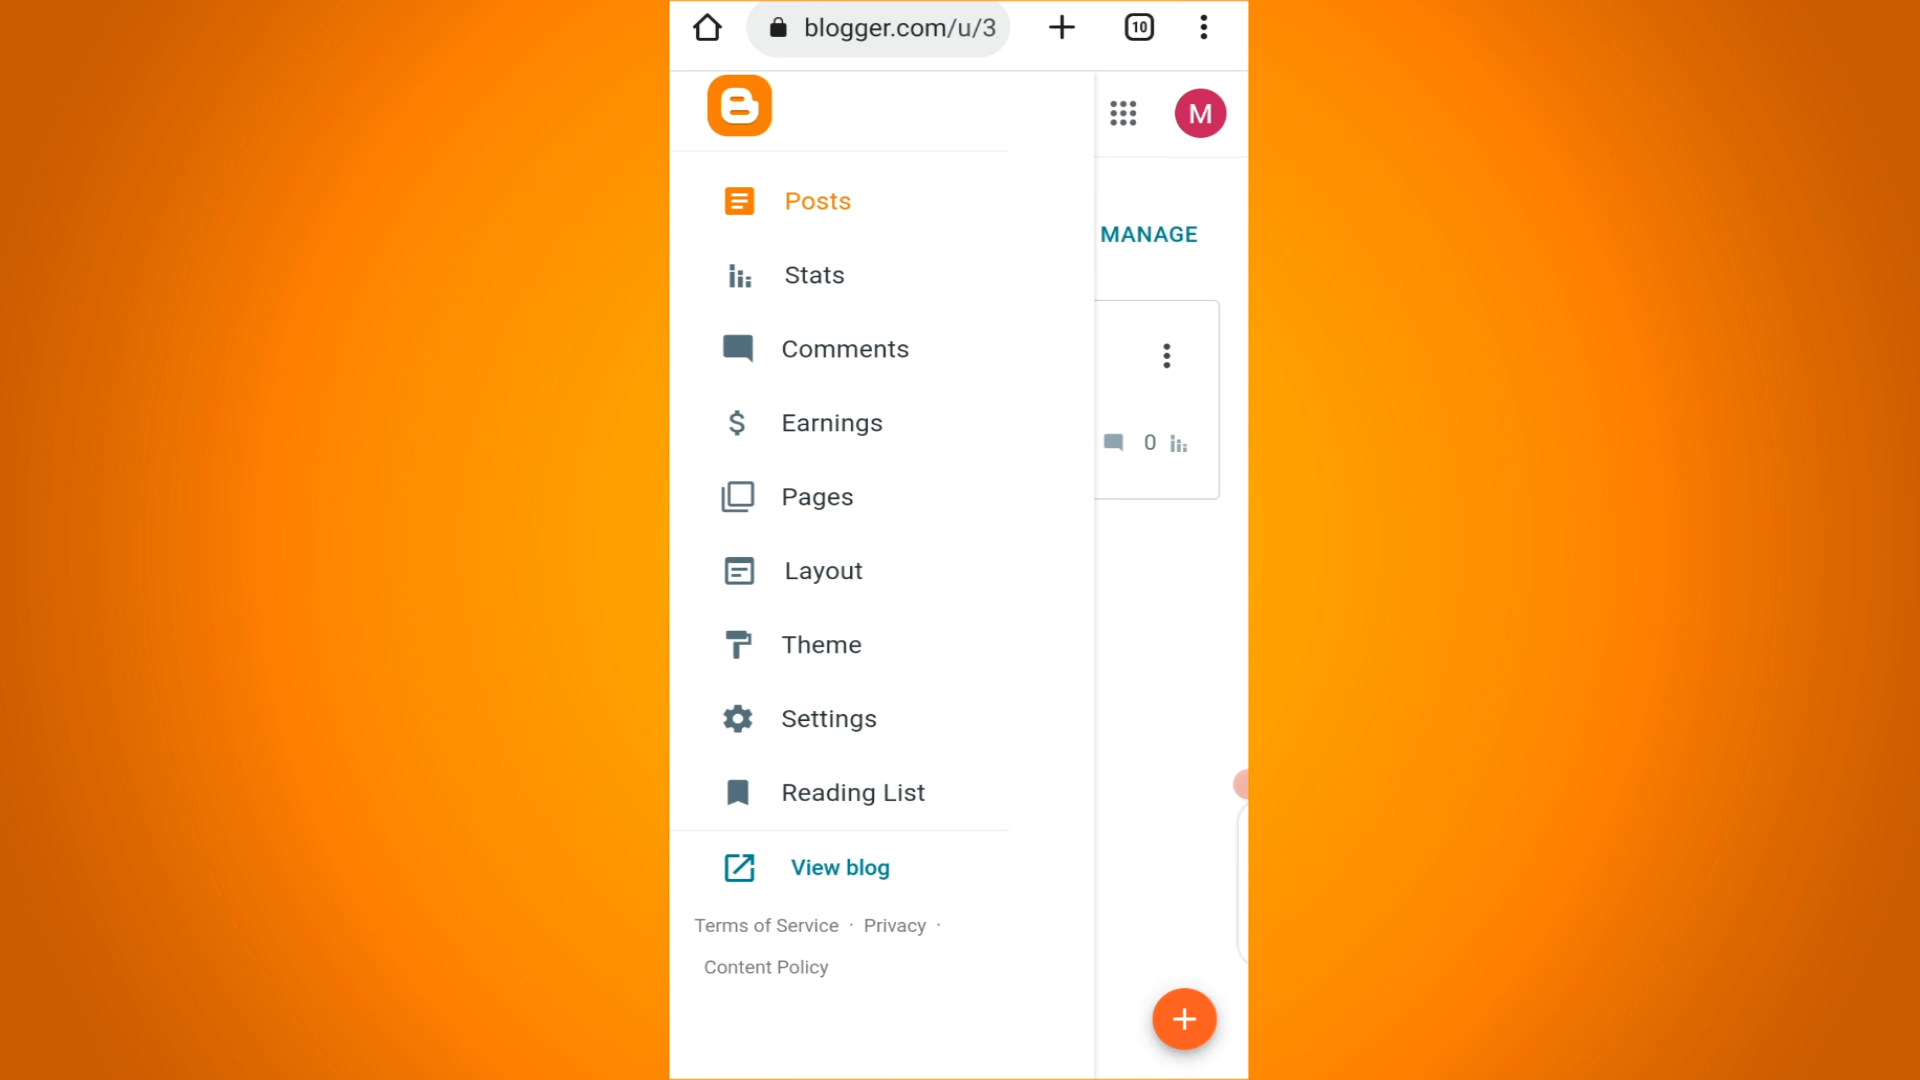 blogger.com/u/3
10
M
Posts
MANAGE
Stats
Comments
Earnings
0
Pages
Layout
Theme
Settings
Reading List
View blog
Terms of Service · Privacy ·
Content Policy